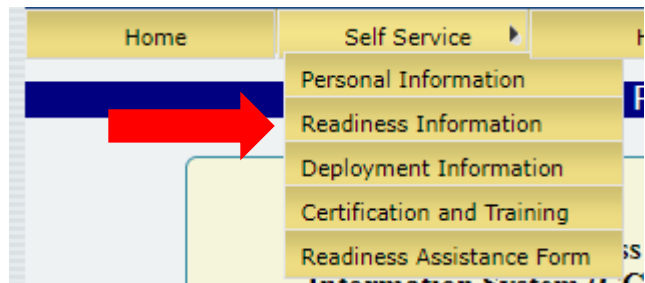 Home
Self Service
Personal Information
Readiness Information
Deployment Information
Certification and Training
Readiness Assistance Form